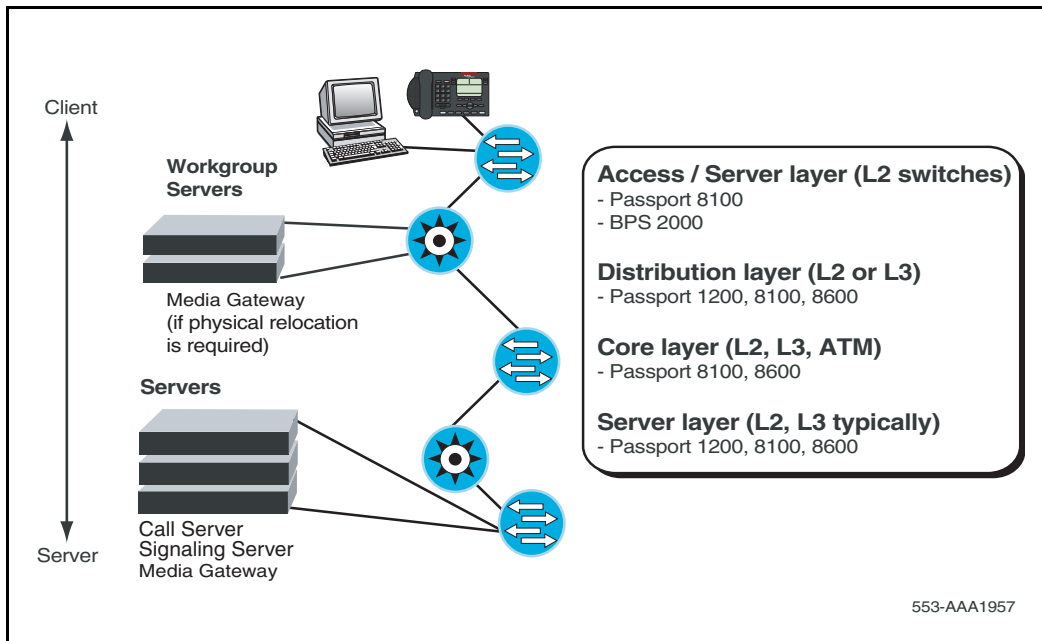 Client
Workgroup
Servers
Media Gateway
(if physical relocation
is required)
Servers
Call Server
Signaling Server
Media Gateway
Server
Access / Server layer (L2 switches)
- Passport 8100
- BPS 2000
Distribution layer (L2 or L3)
- Passport 1200, 8100, 8600
Core layer (L2, L3, ATM)
- Passport 8100, 8600
Server layer (L2, L3 typically)
- Passport 1200, 8100, 8600
553-AAA1957